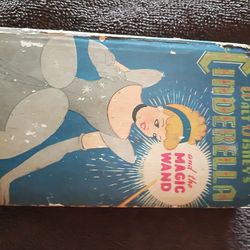 WALT DISNEY'S
CINDERELLA
and the
MAGIC
WAND